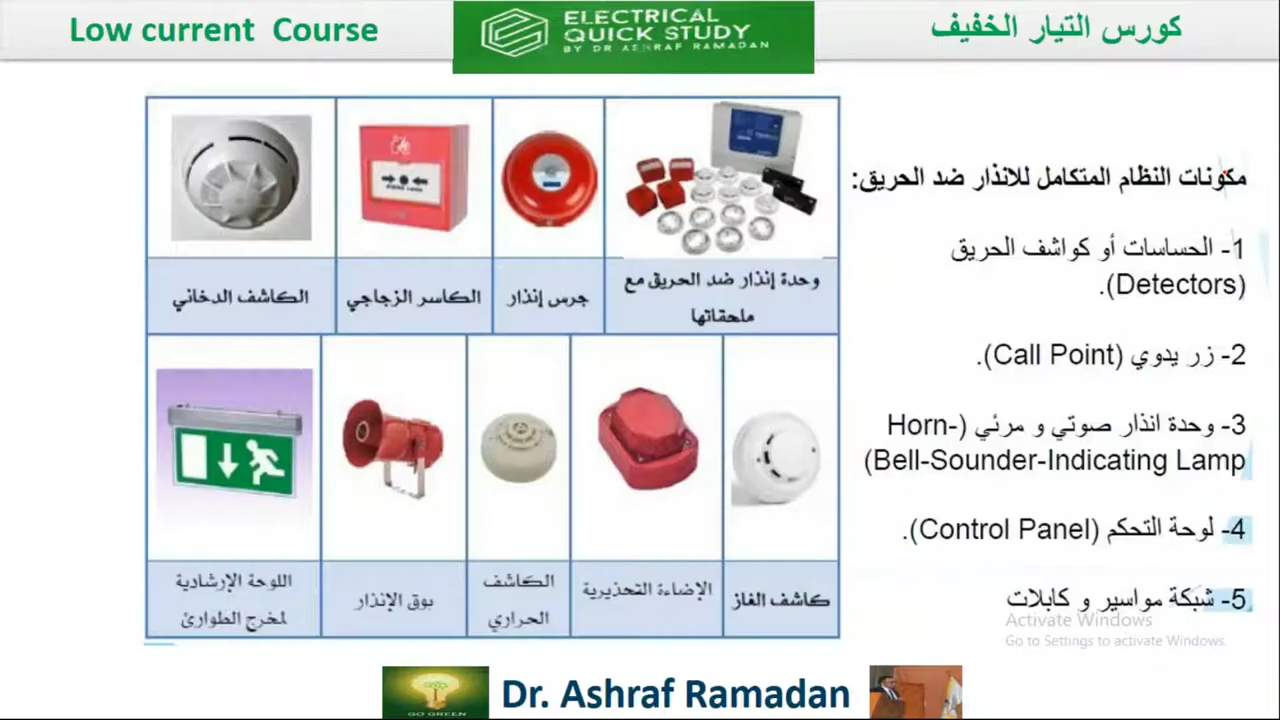 Low current Course
ELECTRICAL
QUICK STUDY
BY DR ASHRAF RAMADAN
كورس التيار الخفيف
مكونات النظام المتكامل للانذار ضد الحريق:
1- الحساسات أو كواشف الحريق
(Detectors).
2- زر يدوي (Call Point).
3- وحدة انذار صوتي و مرئي (Horn-
Bell-Sounder-Indicating Lamp)
4- لوحة التحكم (Control Panel).
5- شبكة مواسير و كابلات
وحدة إنذار ضد الحريق مع
ملحقاتها
جرس إنذار
الكاسر الزجاجي
الكاشف الدخاني
كاشف الغاز
الإضاءة التحذيرية
الكاشف
الحراري
بوق الإنذار
اللوحة الإرشادية
لمخرج الطوارئ
Activate Windows
Go to Settings to activate Windows.
GO GREEN
Dr. Ashraf Ramadan